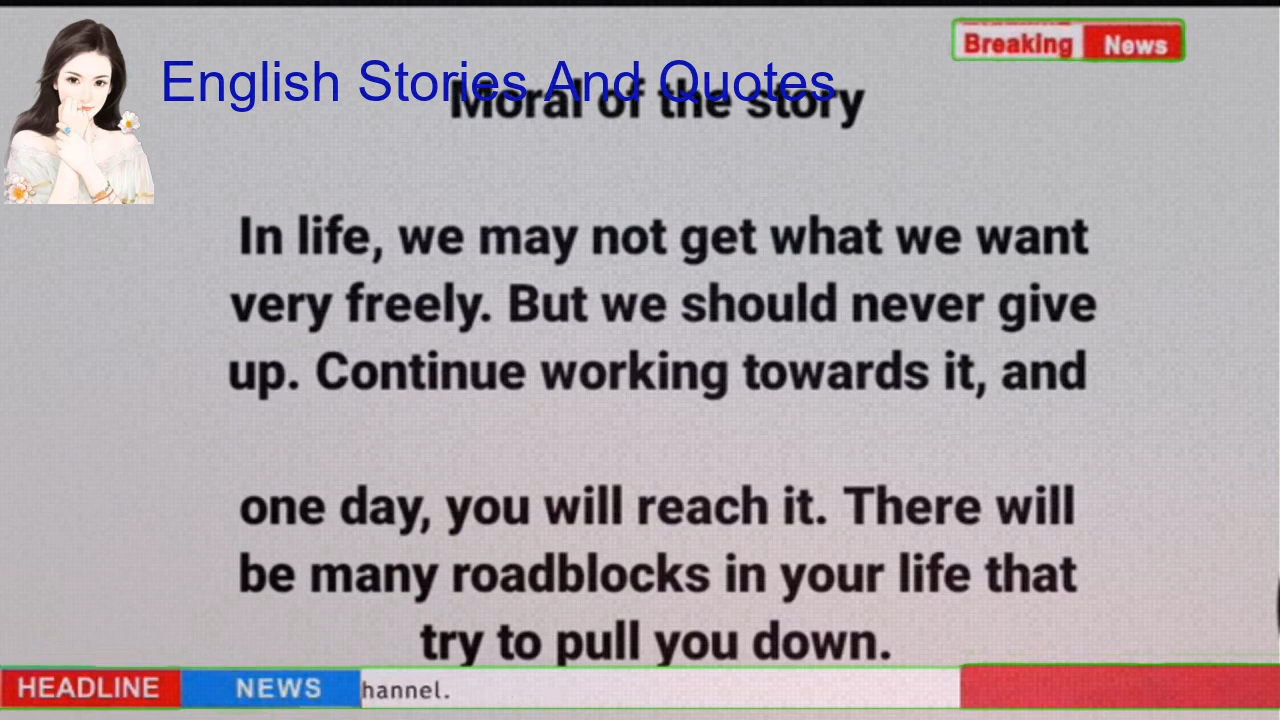 Breaking News
English Stories And Quotes
Moral of the story
In life, we may not get what we want
very freely. But we should never give
up. Continue working towards it, and
one day, you will reach it. There will
be many roadblocks in your life that
try to pull you down.
HEADLINE NEWS hannel.